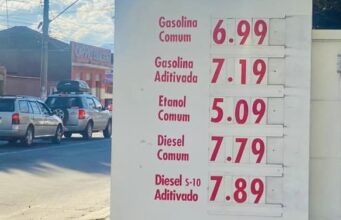 Gasolina
Comum 6.99
Gasolina
Aditivada 7.19
Etanol
Comum 5.09
Diesel
Comum 7.79
Diesel S-10
Aditivado 7.89